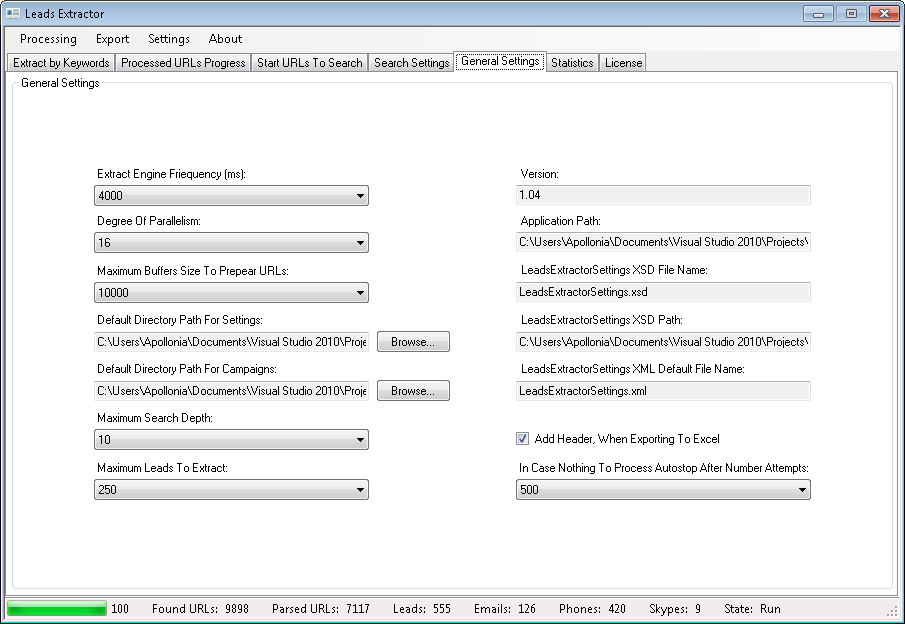 Leads Extractor
Processing Export Settings About
Extract by Keywords Processed URLs Progress Start URLs To Search Search Settings General Settings Statistics License
General Settings
Extract Engine Friequency (ms):
4000
Degree Of Parallelism:
16
Maximum Buffers Size To Prepear URLs:
10000
Default Directory Path For Settings:
C:\Users\Apollonia\Documents\Visual Studio 2010\Proje Browse...
Default Directory Path For Campaigns:
C:\Users\Apollonia\Documents\Visual Studio 2010\Proje Browse...
Maximum Search Depth:
10
Maximum Leads To Extract:
250
Version:
1.04
Application Path:
C:\Users\Apollonia\Documents\Visual Studio 2010\Projects\
LeadsExtractorSettings XSD File Name:
LeadsExtractorSettings.xsd
LeadsExtractorSettings XSD Path:
C:\Users\Apollonia\Documents\Visual Studio 2010\Projects\
LeadsExtractorSettings XML Default File Name:
LeadsExtractorSettings.xml
Add Header, When Exporting To Excel
In Case Nothing To Process Autostop After Number Attempts:
500
100 Found URLs: 9898 Parsed URLs: 7117 Leads: 555 Emails: 126 Phones: 420 Skypes: 9 State: Run